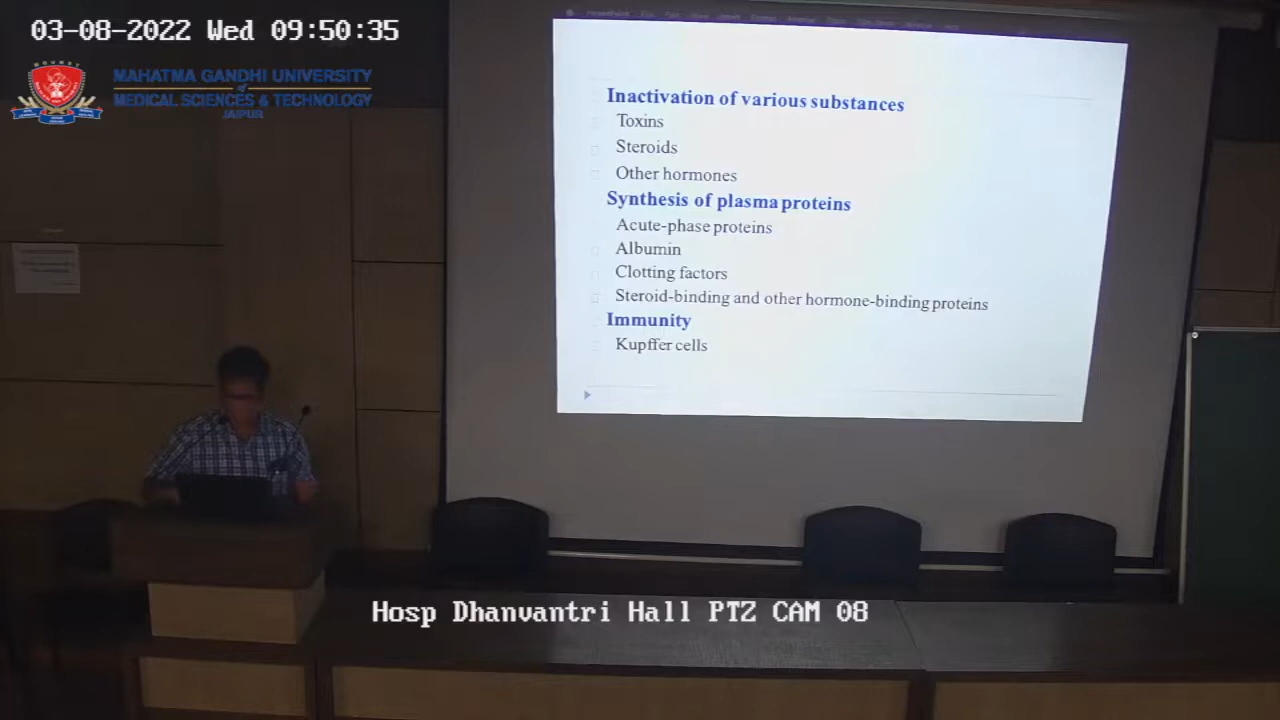 03-08-2022 Wed 09:50:35
MAHATMA GANDHI UNIVERSITY
of
MEDICAL SCIENCES & TECHNOLOGY
JAIPUR
Inactivation of various substances
Toxins
Steroids
Other hormones
Synthesis of plasma proteins
Acute-phase proteins
Albumin
Clotting factors
Steroid-binding and other hormone-binding proteins
Immunity
Kupffer cells
Hosp Dhanvantri Hall PTZ CAM 08